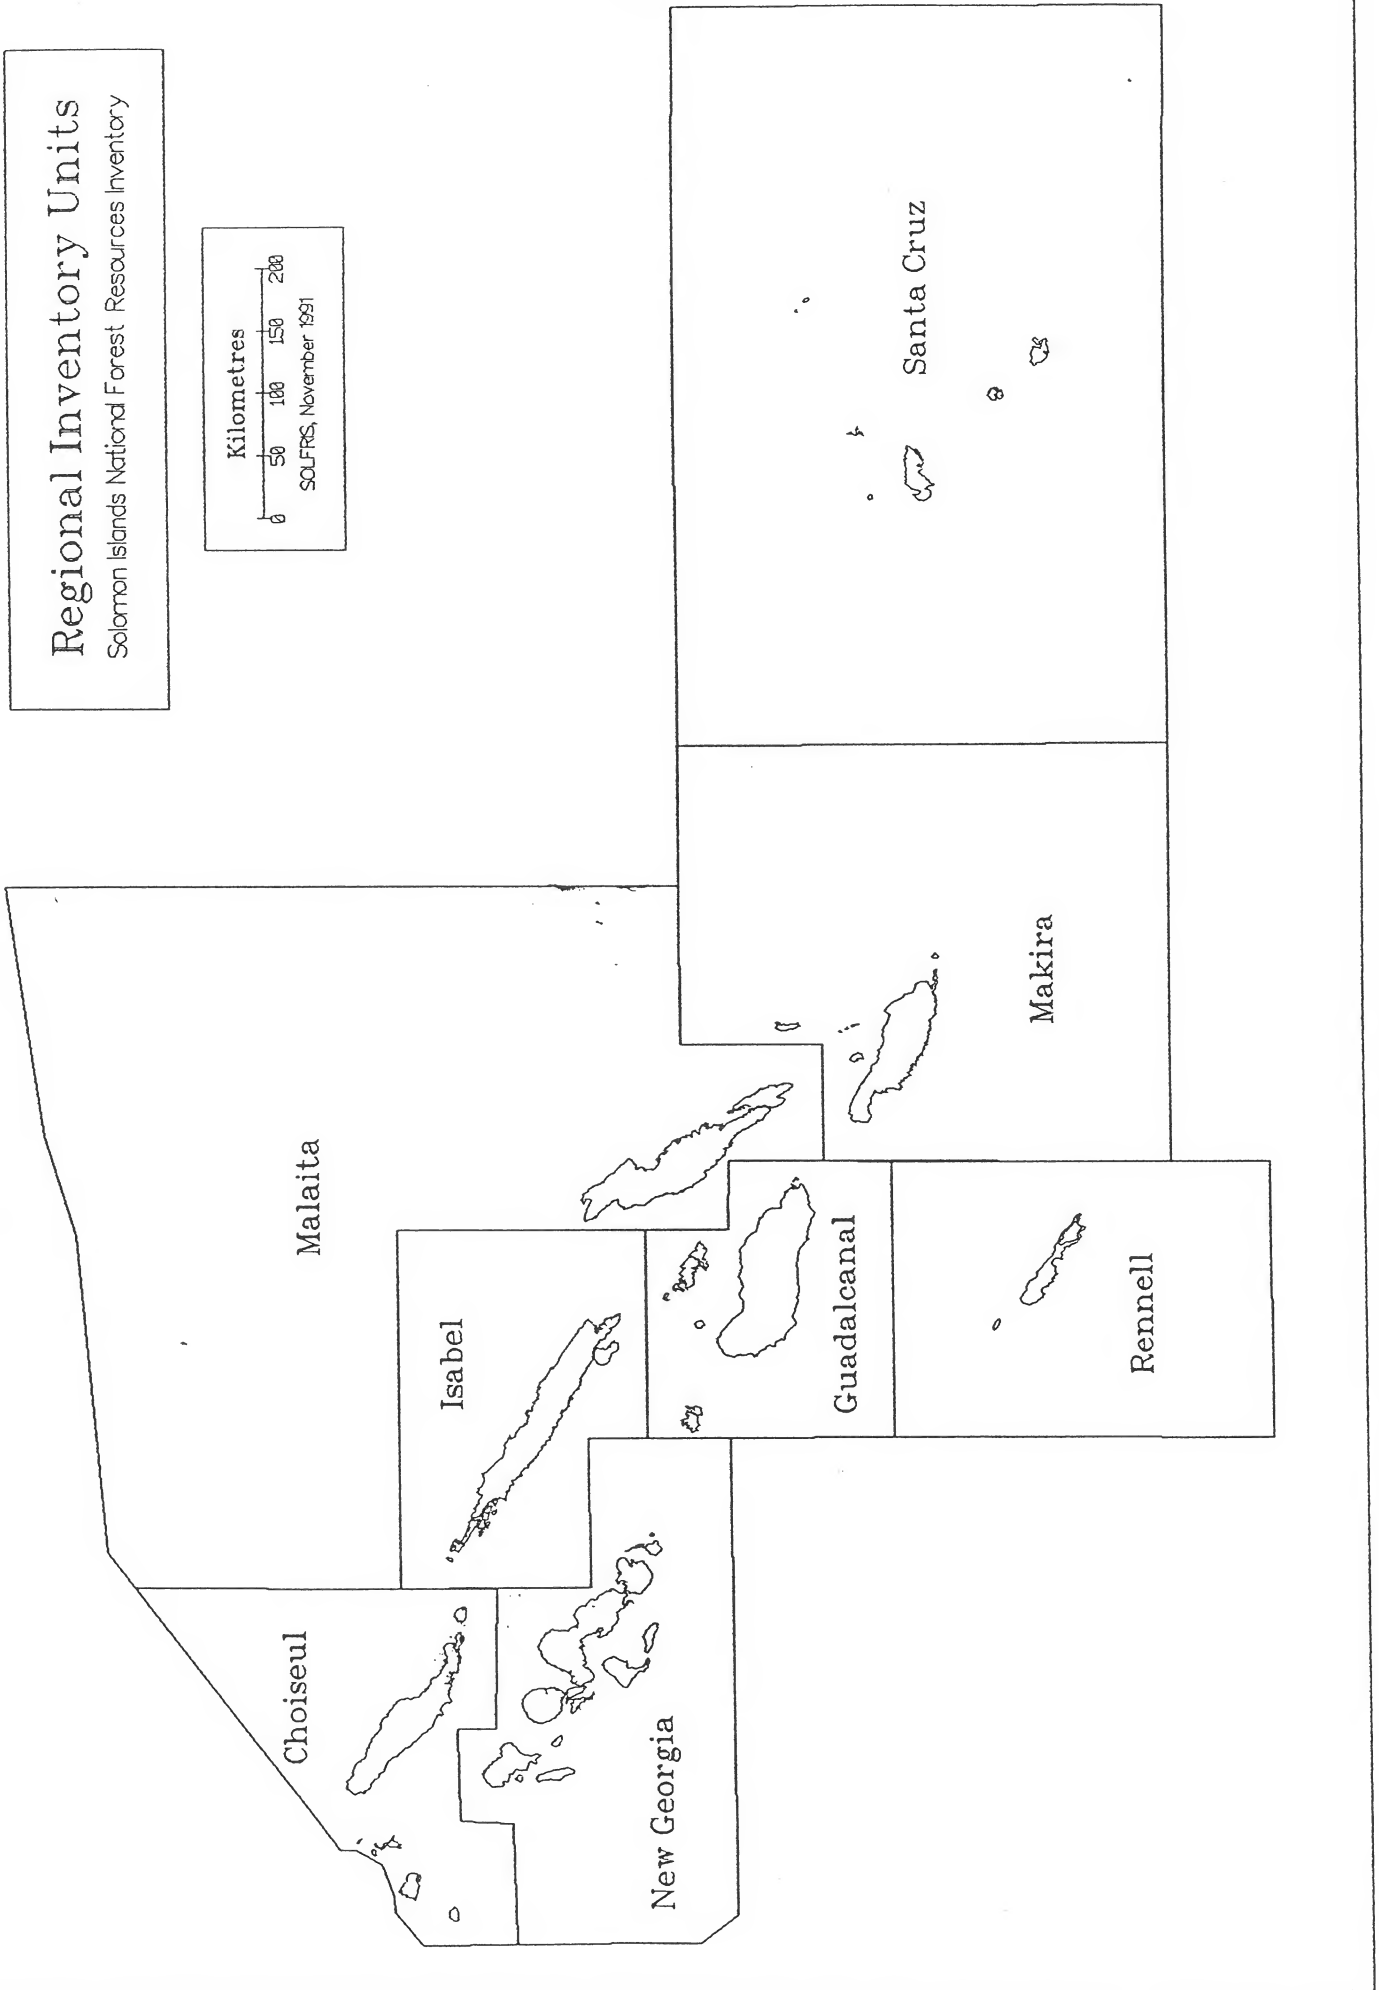 Regional Inventory Units
Solomon Islands National Forest Resources Inventory
Kilometres
0 50 100 150 200
SOLFRIS, November 1991
Choiseul
Malaita
Isabel
New Georgia
Guadalcanal
Santa Cruz
Makira
Rennell